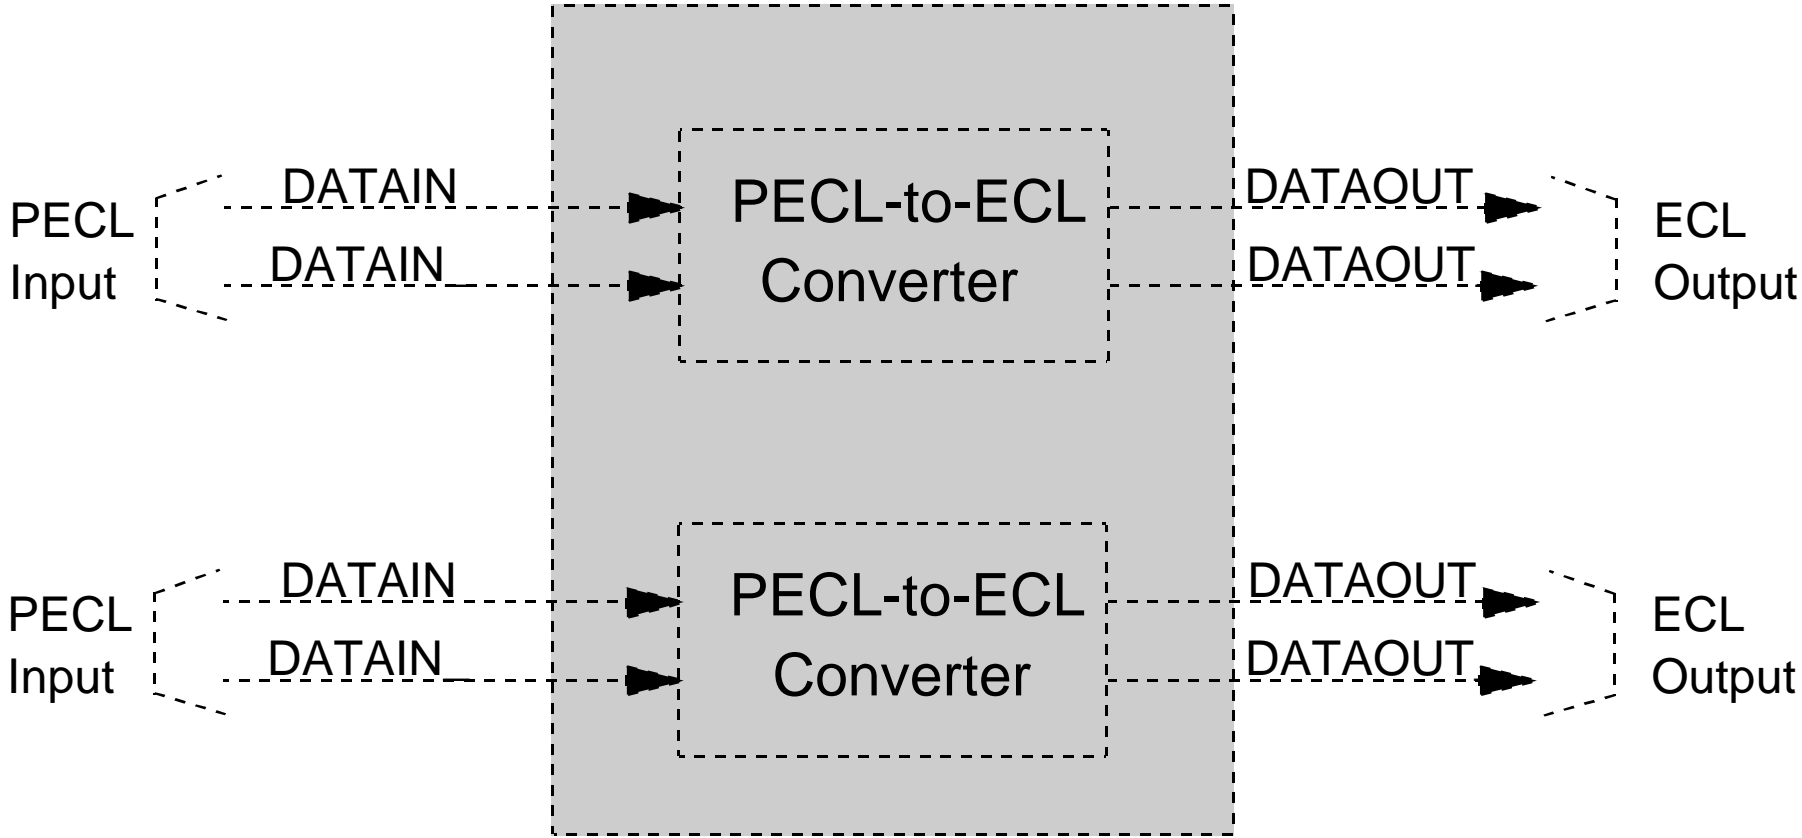 DATAIN
PECL
Input
DATAIN_
PECL-to-ECL
Converter
DATAOUT
DATAOUT
ECL
Output
DATAIN
PECL
Input
DATAIN_
PECL-to-ECL
Converter
DATAOUT
DATAOUT
ECL
Output